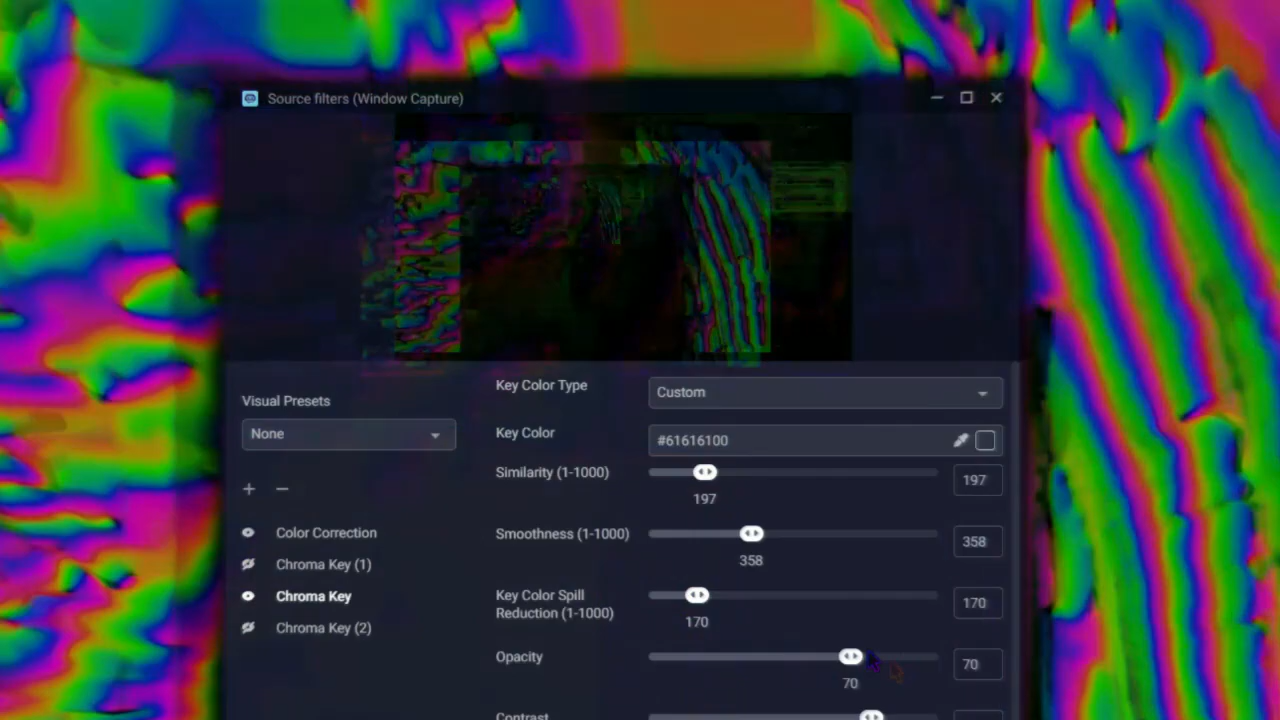 Source filters (Window Capture)
Key Color Type
Custom
Visual Presets
None
Key Color
#61616100
Similarity (1-1000)
197
197
Color Correction
Chroma Key (1)
Chroma Key
Chroma Key (2)
Smoothness (1-1000)
358
358
Key Color Spill
Reduction (1-1000)
170
170
Opacity
70
70
Contrast